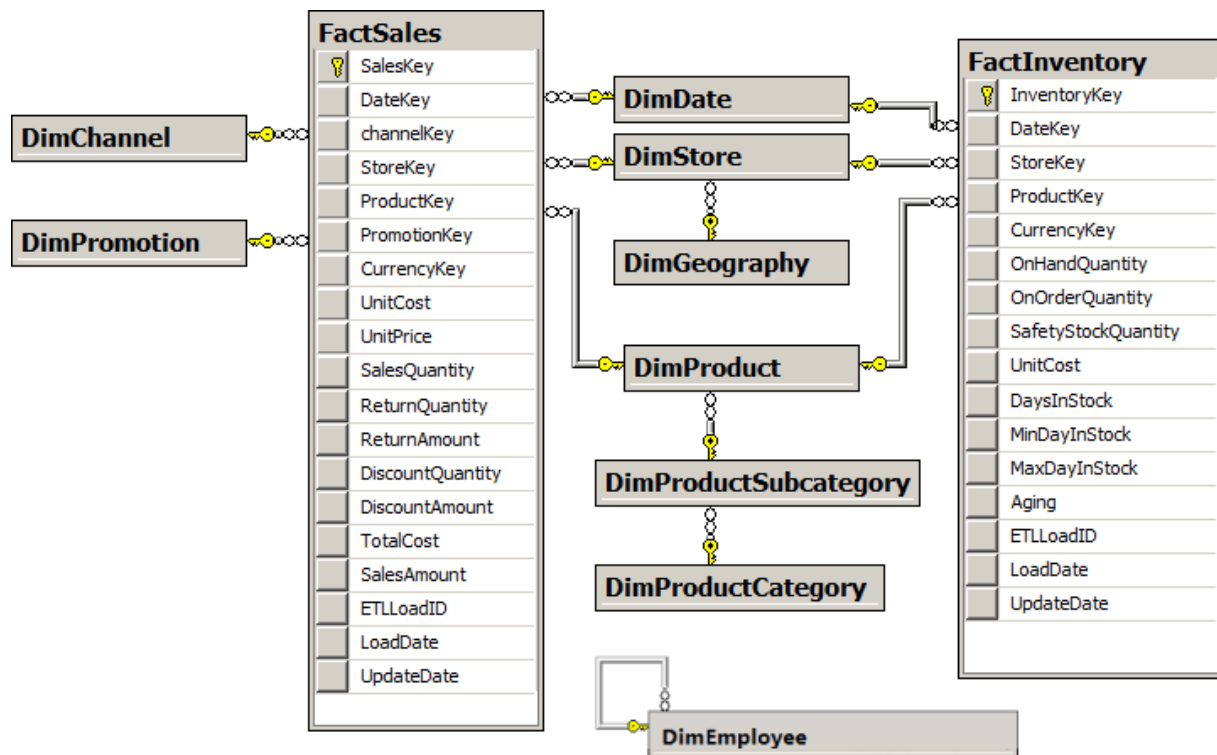 FactSales
SalesKey
DateKey
channelKey
StoreKey
ProductKey
PromotionKey
CurrencyKey
UnitCost
UnitPrice
SalesQuantity
ReturnQuantity
ReturnAmount
DiscountQuantity
DiscountAmount
TotalCost
SalesAmount
ETLLoadID
LoadDate
UpdateDate
DimChannel
DimPromotion
DimDate
DimStore
DimGeography
DimProduct
DimProductSubcategory
DimProductCategory
DimEmployee
FactInventory
InventoryKey
DateKey
StoreKey
ProductKey
CurrencyKey
OnHandQuantity
OnOrderQuantity
SafetyStockQuantity
UnitCost
DaysInStock
MinDayInStock
MaxDayInStock
Aging
ETLLoadID
LoadDate
UpdateDate